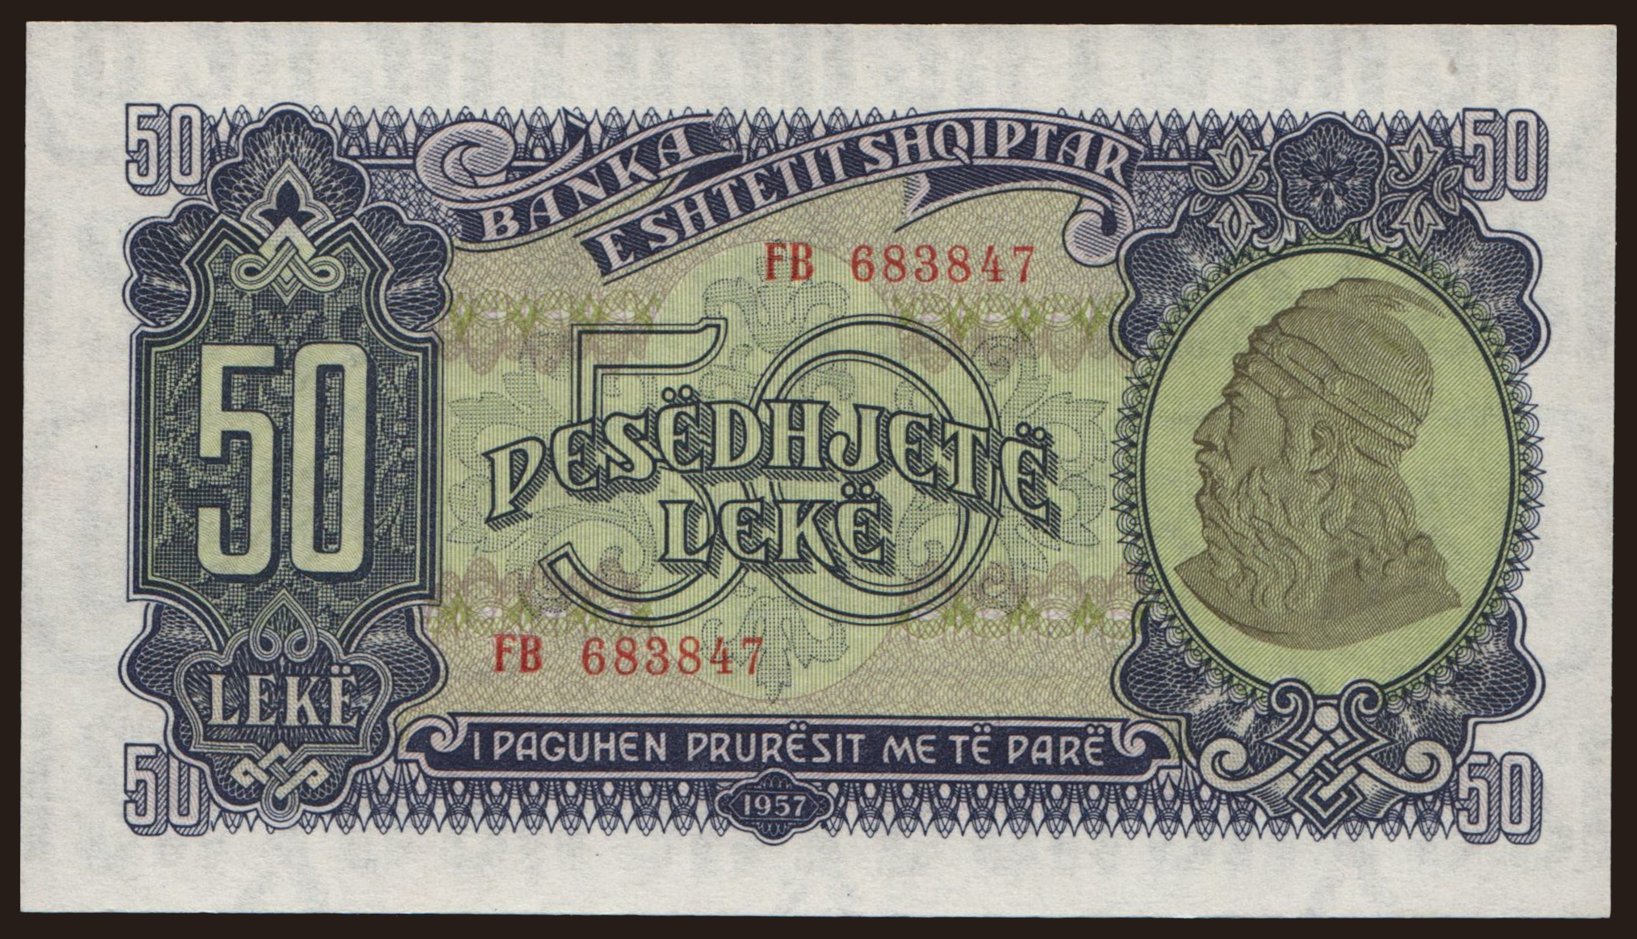 50
50
BANKA
E SHTETIT SHQIPTAR
FB 683847
50
50
PESËDHJETË
LEKË
FB 683847
LEKË
I PAGUHEN PRURËSIT ME TË PARË
50
1957
50